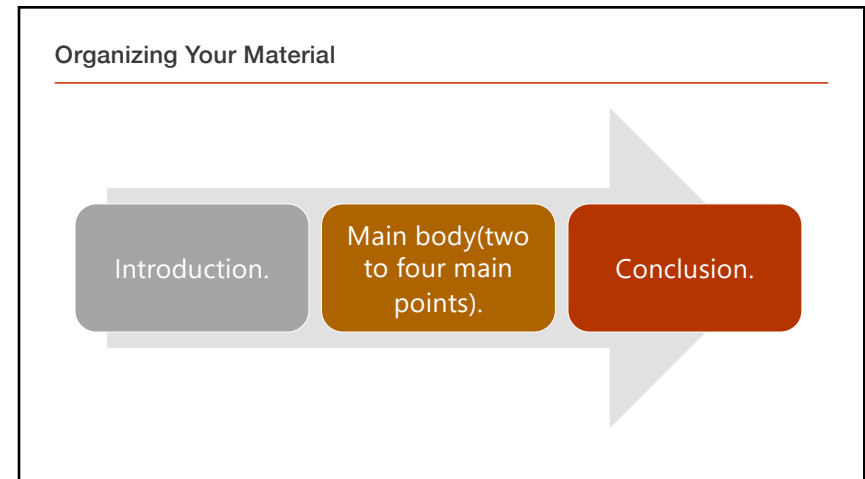 Organizing Your Material
Introduction.
Main body(two
to four main
points).
Conclusion.